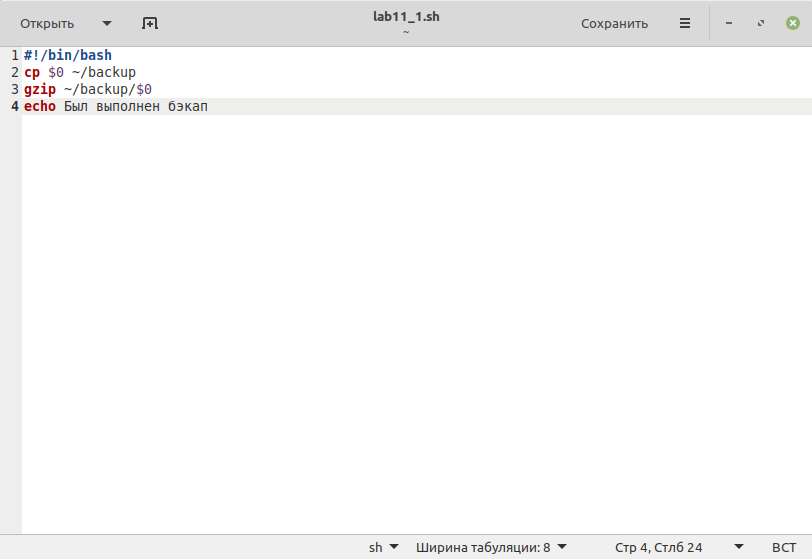 Открыть
lab11_1.sh
~
Сохранить
1 #!/bin/bash
2 cp $0 ~/backup
3 gzip ~/backup/$0
4 echo Был выполнен бэкап
sh
Ширина табуляции: 8
Стр 4, Стлб 24
ВСТ